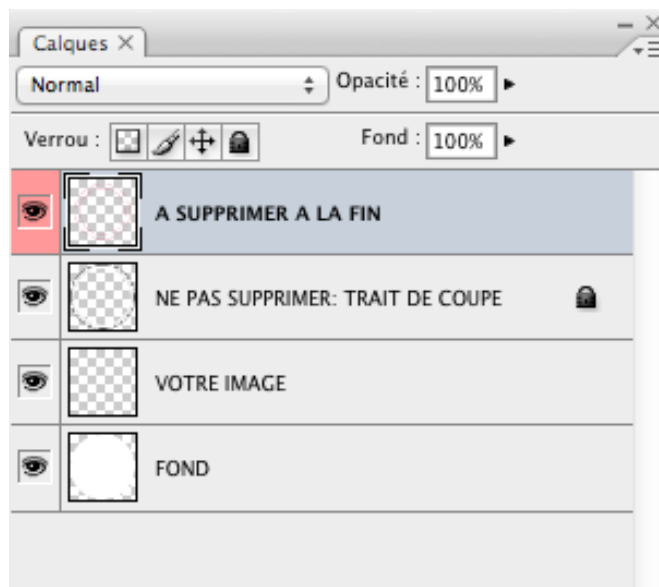 Calques
Normal Opacité : 100%
Verrou : Fond : 100%
A SUPPRIMER A LA FIN
NE PAS SUPPRIMER: TRAIT DE COUPE
VOTRE IMAGE
FOND